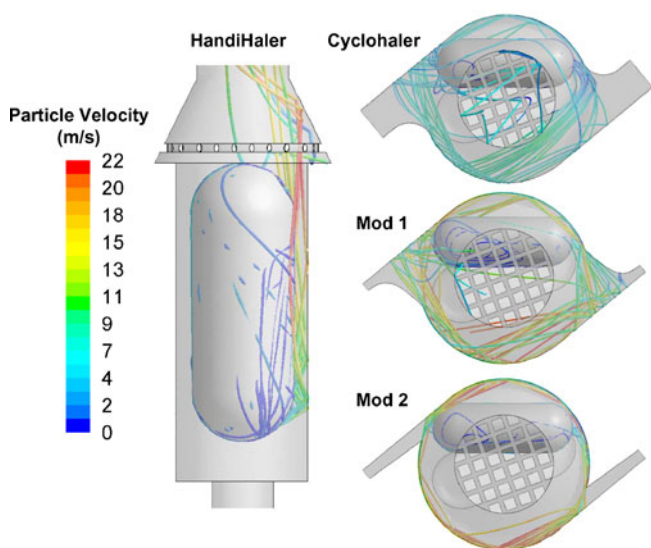 HandiHaler
Cyclohaler
Particle Velocity
(m/s)
22
20
18
15
13
11
9
7
4
2
0
Mod 1
Mod 2